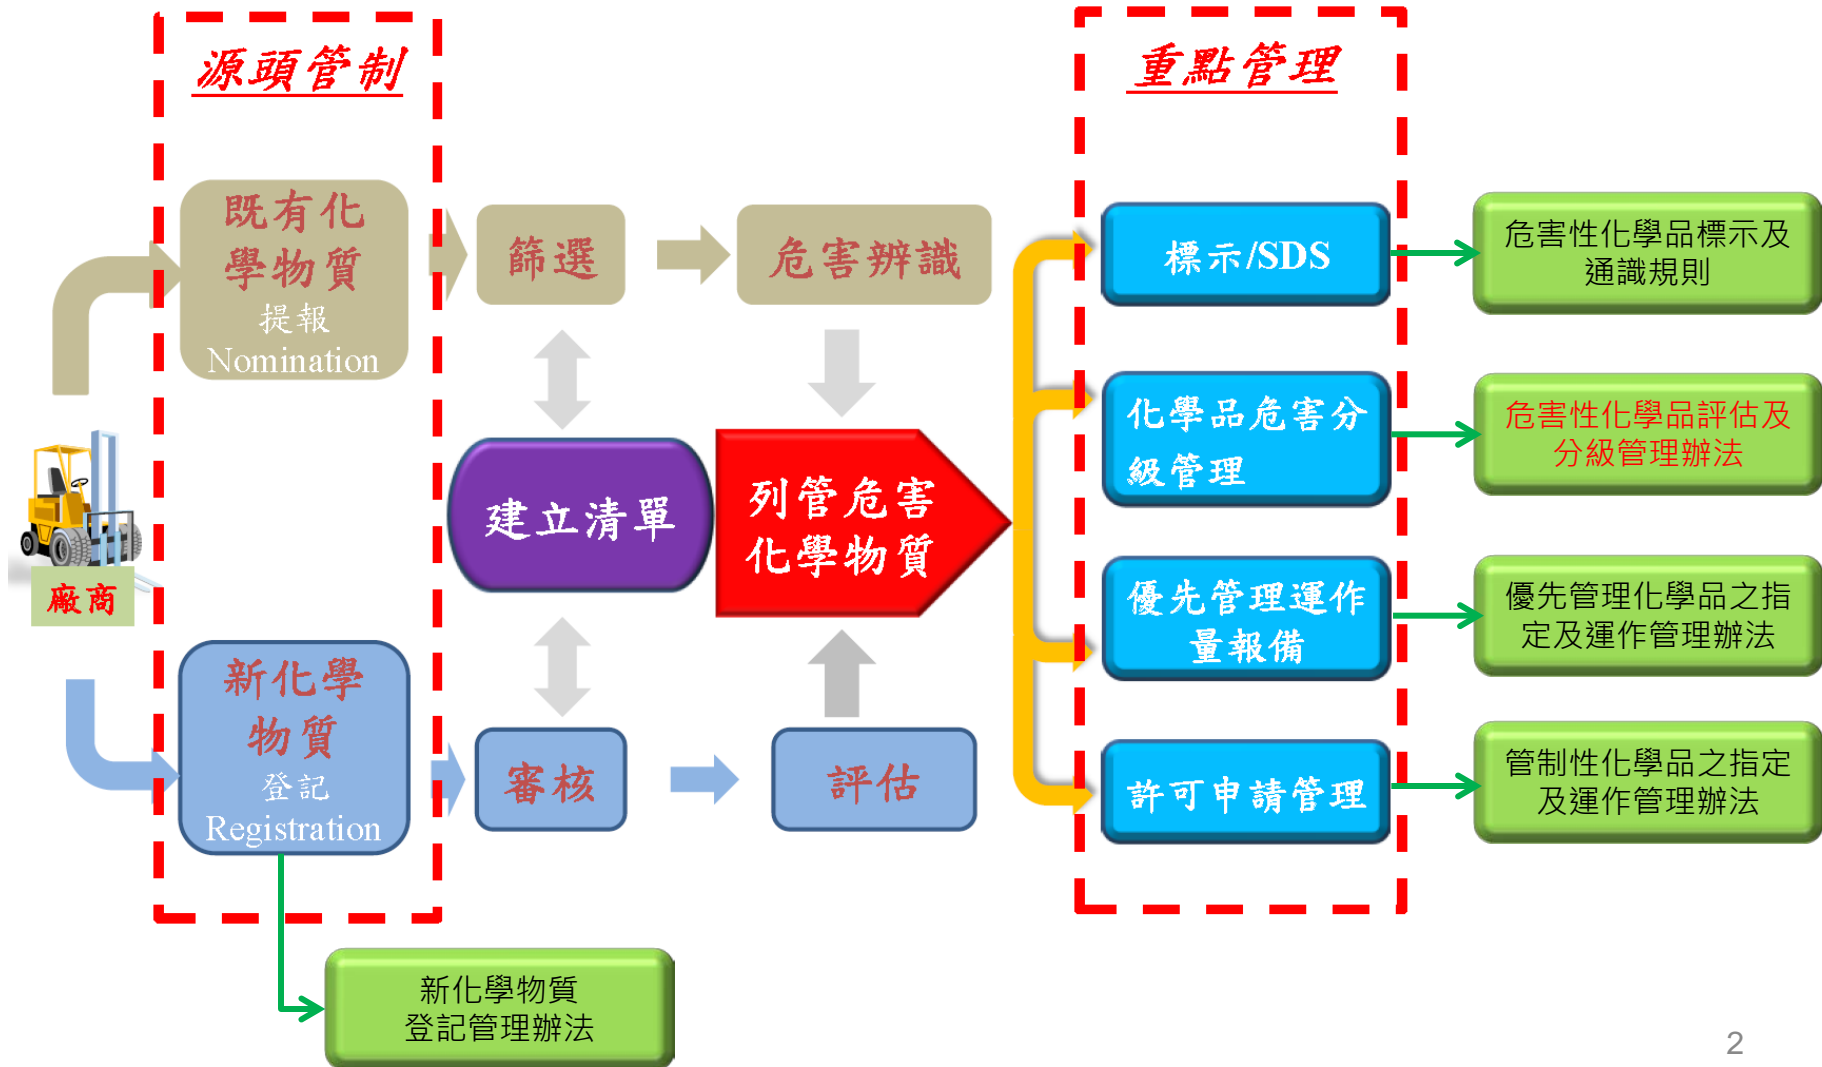 源頭管制
重點管理
既有化
學物質
提報
Nomination
篩選
危害辨識
標示/SDS
危害性化學品標示及
通識規則
化學品危害分
級管理
危害性化學品評估及
分級管理辦法
建立清單
列管危害
化學物質
廠商
優先管理運作
量報備
優先管理化學品之指
定及運作管理辦法
新化學
物質
登記
Registration
審核
評估
許可申請管理
管制性化學品之指定
及運作管理辦法
新化學物質
登記管理辦法
2